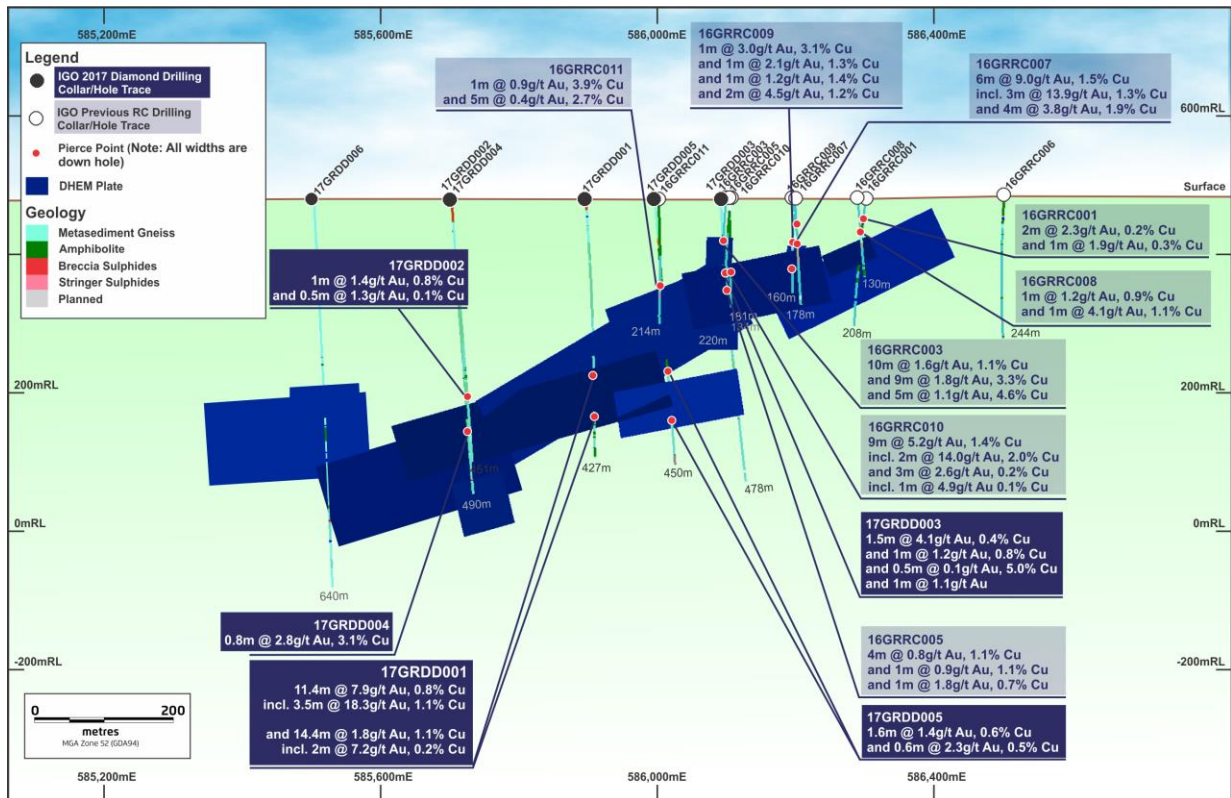 585,200mE
585,600mE
586,000mE
586,400mE
Legend
IGO 2017 Diamond Drilling
Collar/Hole Trace
IGO Previous RC Drilling
Collar/Hole Trace
Pierce Point (Note: All widths are
down hole)
DHEM Plate
Geology
Metasediment Gneiss
Amphibolite
Breccia Sulphides
Stringer Sulphides
Planned
16GRRC011
1m @ 0.9g/t Au, 3.9% Cu
and 5m @ 0.4g/t Au, 2.7% Cu
16GRRC009
1m @ 3.0g/t Au, 3.1% Cu
and 1m @ 2.1g/t Au, 1.3% Cu
and 1m @ 1.2g/t Au, 1.4% Cu
and 2m @ 4.5g/t Au, 1.2% Cu
16GRRC007
6m @ 9.0g/t Au, 1.5% Cu
incl. 3m @ 13.9g/t Au, 1.3% Cu
and 4m @ 3.8g/t Au, 1.9% Cu
600mRL
17GRDD006
17GRDD002
17GRDD004
17GRDD001
17GRDD005
16GRRC011
17GRDD003
16GRRC003
16GRRC005
16GRRC010
16GRRC009
16GRRC007
16GRRC008
16GRRC001
16GRRC006
Surface
16GRRC001
2m @ 2.3g/t Au, 0.2% Cu
and 1m @ 1.9g/t Au, 0.3% Cu
17GRDD002
1m @ 1.4g/t Au, 0.8% Cu
and 0.5m @ 1.3g/t Au, 0.1% Cu
16GRRC008
1m @ 1.2g/t Au, 0.9% Cu
and 1m @ 4.1g/t Au, 1.1% Cu
130m
160m
178m
181m
214m
220m
208m
244m
16GRRC003
10m @ 1.6g/t Au, 1.1% Cu
and 9m @ 1.8g/t Au, 3.3% Cu
and 5m @ 1.1g/t Au, 4.6% Cu
200mRL
200mRL
16GRRC010
9m @ 5.2g/t Au, 1.4% Cu
incl. 2m @ 14.0g/t Au, 2.0% Cu
and 3m @ 2.6g/t Au, 0.2% Cu
incl. 1m @ 4.9g/t Au 0.1% Cu
427m
450m
478m
490m
0mRL
0mRL
17GRDD003
1.5m @ 4.1g/t Au, 0.4% Cu
and 1m @ 1.2g/t Au, 0.8% Cu
and 0.5m @ 0.1g/t Au, 5.0% Cu
and 1m @ 1.1g/t Au
640m
17GRDD004
0.8m @ 2.8g/t Au, 3.1% Cu
16GRRC005
4m @ 0.8g/t Au, 1.1% Cu
and 1m @ 0.9g/t Au, 1.1% Cu
and 1m @ 1.8g/t Au, 0.7% Cu
-200mRL
-200mRL
17GRDD001
11.4m @ 7.9g/t Au, 0.8% Cu
incl. 3.5m @ 18.3g/t Au, 1.1% Cu
and 14.4m @ 1.8g/t Au, 1.1% Cu
incl. 2m @ 7.2g/t Au, 0.2% Cu
17GRDD005
1.6m @ 1.4g/t Au, 0.6% Cu
and 0.6m @ 2.3g/t Au, 0.5% Cu
0
200
metres
MGA Zone 52 (GDA94)
585,200mE
585,600mE
586,000mE
586,400mE